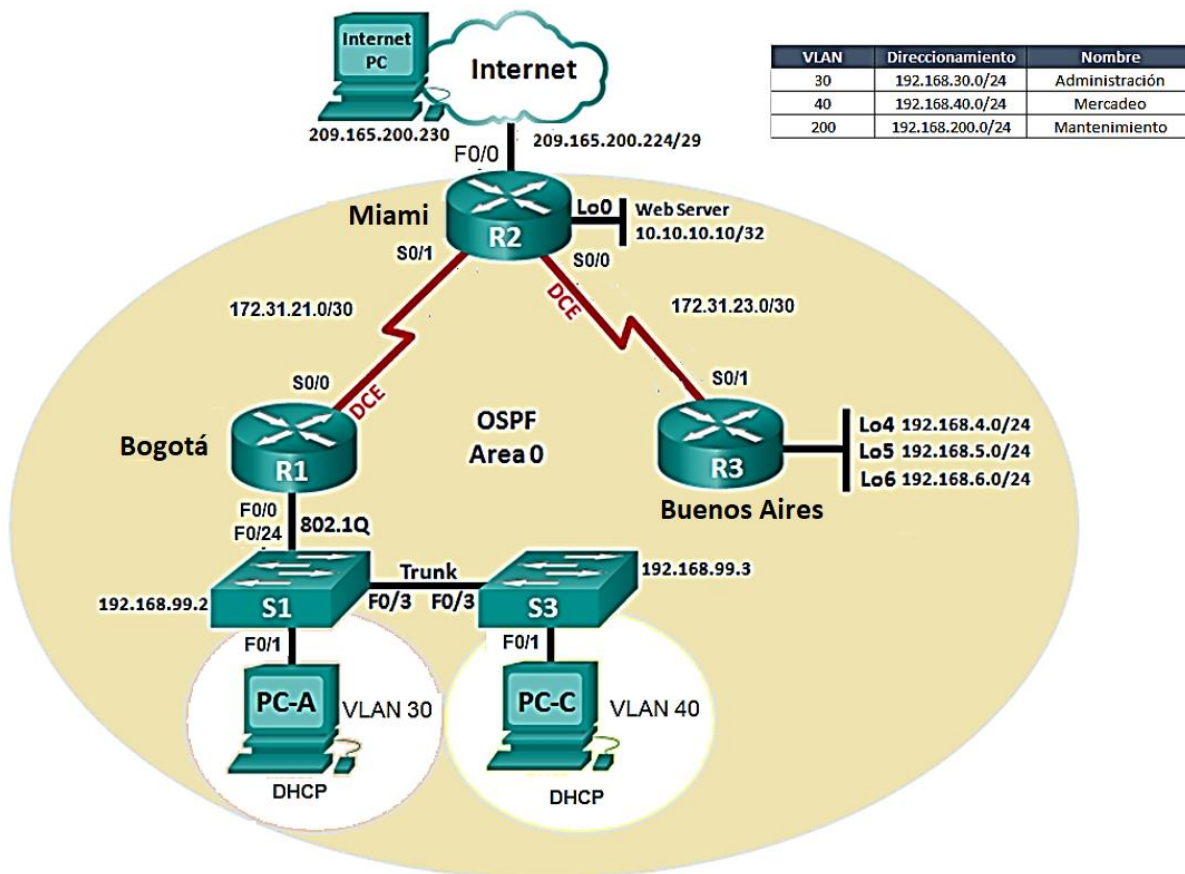 Internet
PC
Internet
209.165.200.230
209.165.200.224/29
F0/0
VLAN Direccionamiento Nombre
30 192.168.30.0/24 Administración
40 192.168.40.0/24 Mercadeo
200 192.168.200.0/24 Mantenimiento
Miami
R2
Lo0
Web Server
10.10.10.10/32
S0/1
S0/0
DCE
172.31.21.0/30
172.31.23.0/30
S0/0
DCE
S0/1
Bogotá
R1
OSPF
Area 0
R3
Buenos Aires
Lo4 192.168.4.0/24
Lo5 192.168.5.0/24
Lo6 192.168.6.0/24
F0/0
F0/24
802.1Q
192.168.99.2
S1
Trunk
F0/3 F0/3
S3
192.168.99.3
F0/1
F0/1
PC-A
VLAN 30
DHCP
PC-C
VLAN 40
DHCP